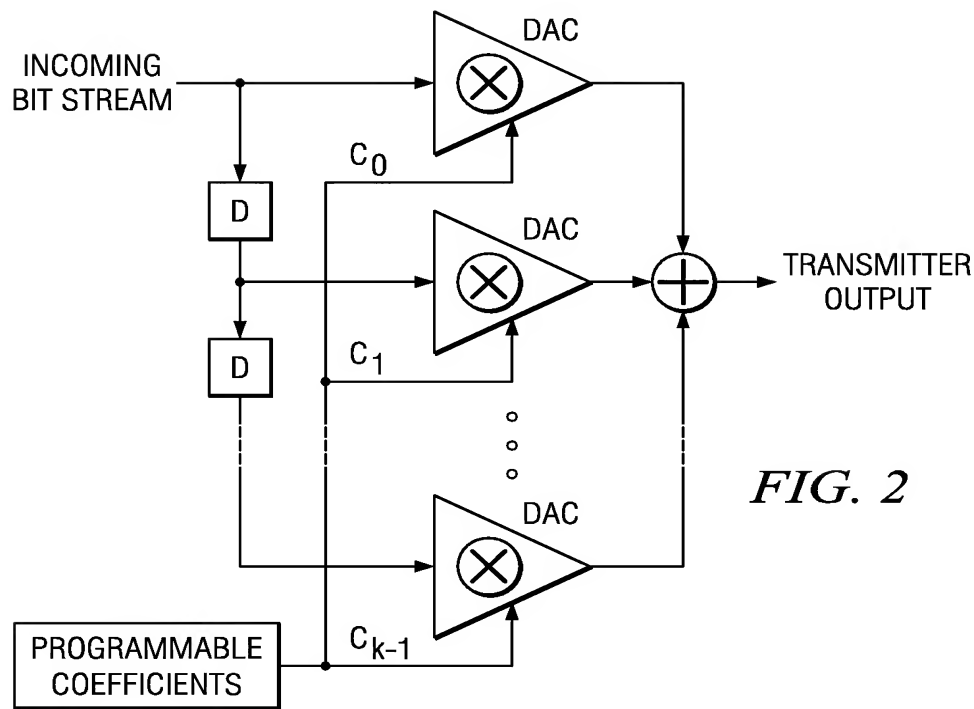 DAC
INCOMING
BIT STREAM
C0
D
DAC
TRANSMITTER
OUTPUT
C1
D
FIG. 2
DAC
PROGRAMMABLE
COEFFICIENTS
Ck-1